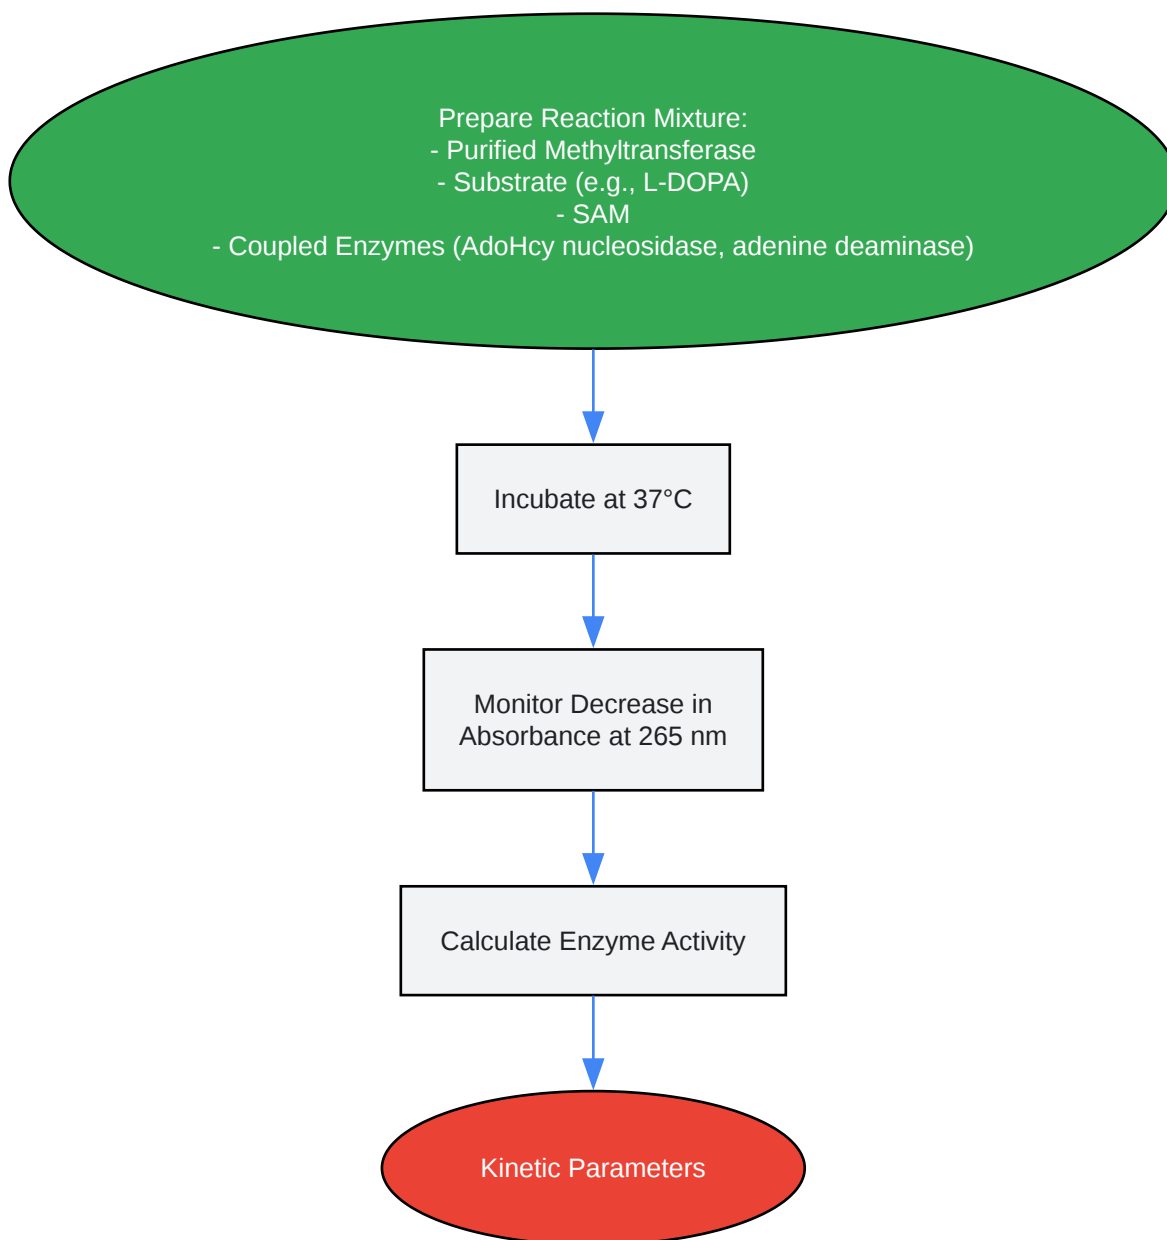 Prepare Reaction Mixture:
- Purified Methyltransferase
- Substrate (e.g., L-DOPA)
- SAM
- Coupled Enzymes (AdoHcy nucleosidase, adenine deaminase)
Incubate at 37°C
Monitor Decrease in
Absorbance at 265 nm
Calculate Enzyme Activity
Kinetic Parameters